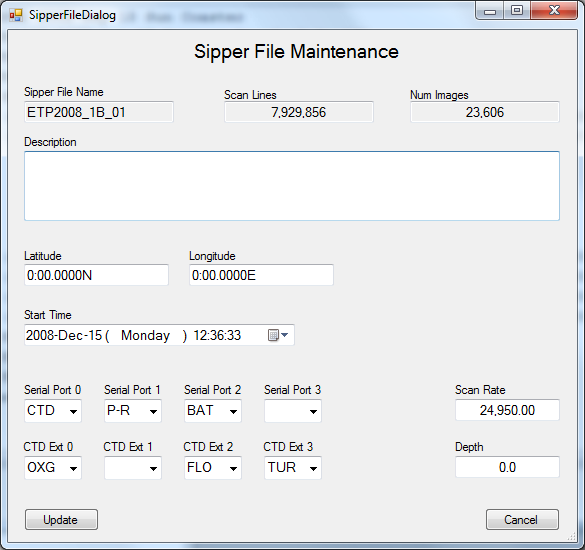 SipperFileDialog
Sipper File Maintenance
Sipper File Name Scan Lines Num Images
ETP2008_1B_01 7,929,856 23,606
Description
Latitude Longitude
0:00.0000N 0:00.0000E
Start Time
2008-Dec-15 ( Monday ) 12:36:33
Serial Port 0 Serial Port 1 Serial Port 2 Serial Port 3 Scan Rate
CTD P-R BAT 24,950.00
CTD Ext 0 CTD Ext 1 CTD Ext 2 CTD Ext 3 Depth
OXG FLO TUR 0.0
Update Cancel